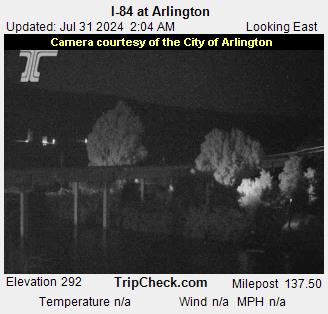 I-84 at Arlington
Updated: Jul 31 2024 2:04 AM Looking East
Camera courtesy of the City of Arlington
Elevation 292 TripCheck.com Milepost 137.50
Temperature n/a Wind n/a MPH n/a